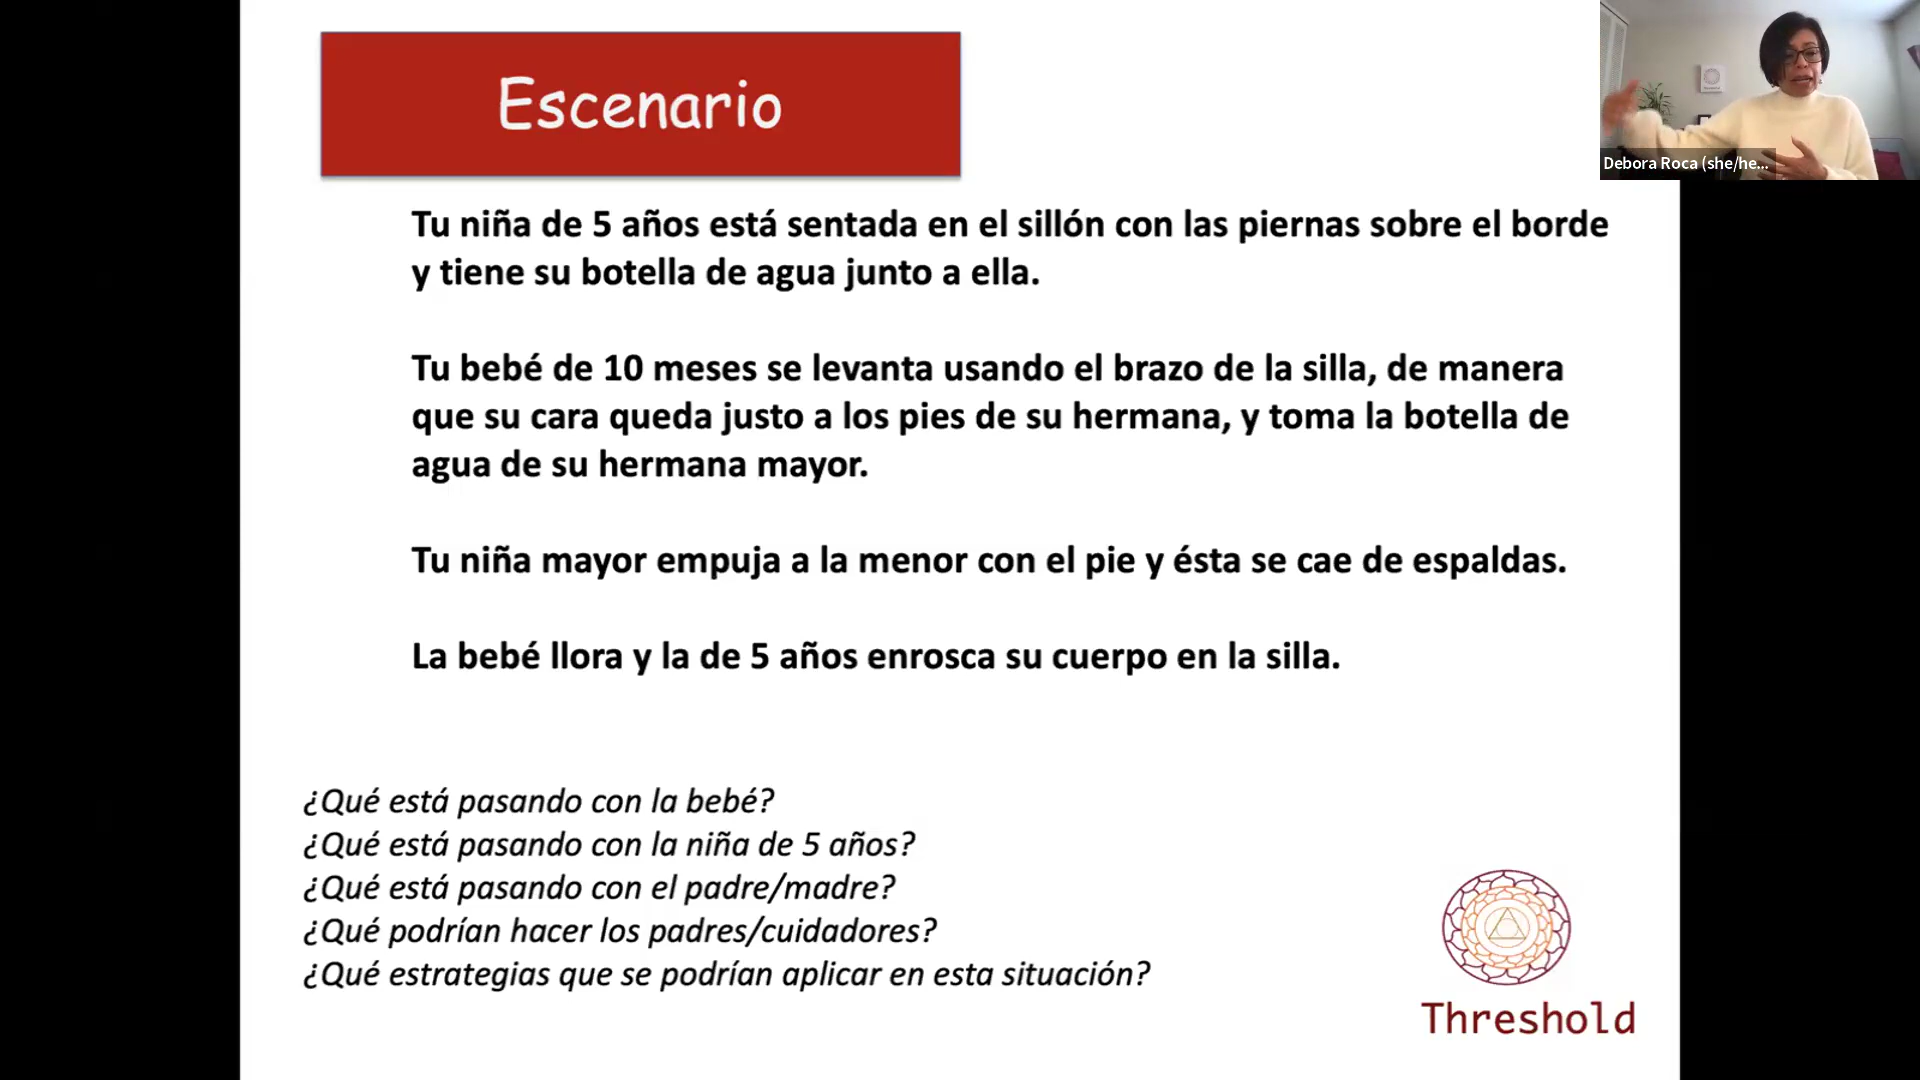 Escenario
Debora Roca (she/he...
Tu niña de 5 años está sentada en el sillón con las piernas sobre el borde
y tiene su botella de agua junto a ella.
Tu bebé de 10 meses se levanta usando el brazo de la silla, de manera
que su cara queda justo a los pies de su hermana, y toma la botella de
agua de su hermana mayor.
Tu niña mayor empuja a la menor con el pie y ésta se cae de espaldas.
La bebé llora y la de 5 años enrosca su cuerpo en la silla.
¿Qué está pasando con la bebé?
¿Qué está pasando con la niña de 5 años?
¿Qué está pasando con el padre/madre?
¿Qué podrían hacer los padres/cuidadores?
¿Qué estrategias que se podrían aplicar en esta situación?
Threshold